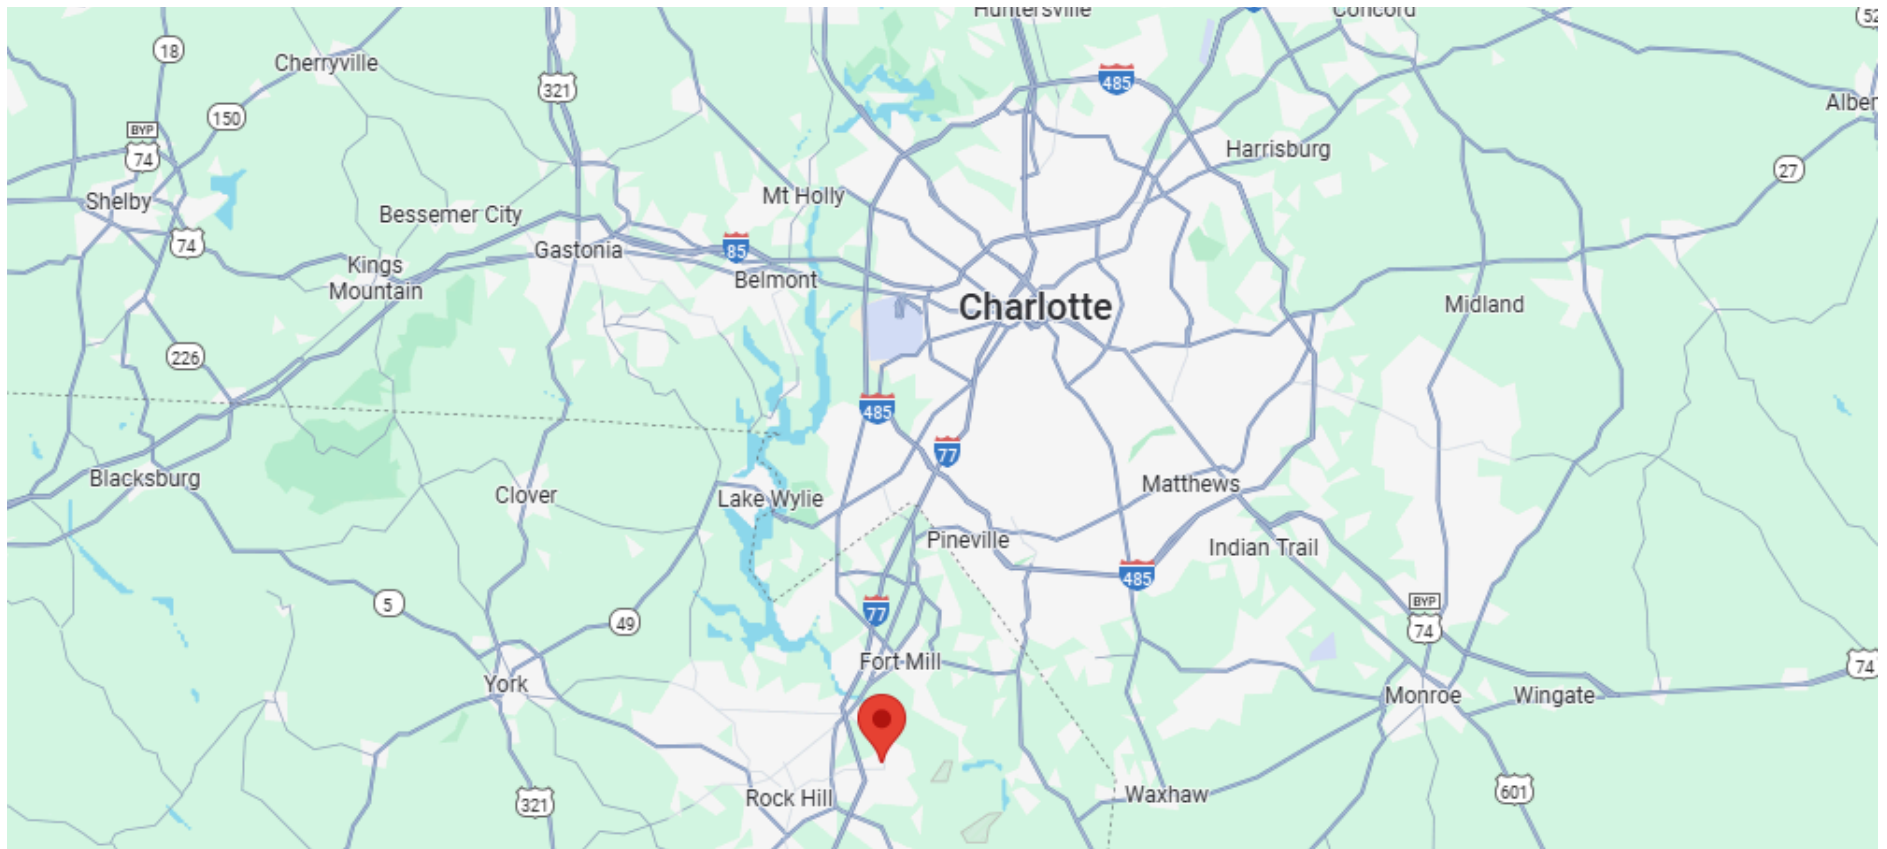 Huntersville
Concord
52
18
Cherryville
321
485
Alber
150
BYP
74
Harrisburg
27
Shelby
Mt Holly
Bessemer City
74
Gastonia
85
Kings
Mountain
Belmont
Charlotte
Midland
226
485
77
Blacksburg
Clover
Lake Wylie
Matthews
Pineville
Indian Trail
485
5
49
77
BYP
74
Fort Mill
74
York
Monroe
Wingate
Rock Hill
321
Waxhaw
601